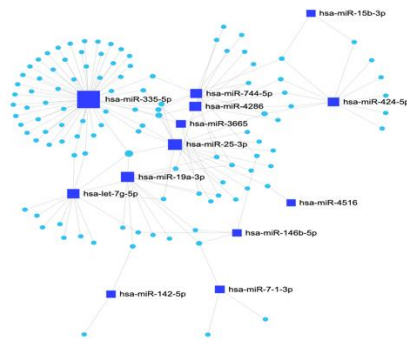 hsa-miR-15b-3p
hsa-miR-335-5p
hsa-miR-744-5p
hsa-miR-424-5p
hsa-miR-4286
hsa-miR-3665
hsa-miR-25-3p
hsa-miR-19a-3p
hsa-let-7g-5p
hsa-miR-4516
hsa-miR-146b-5p
hsa-miR-142-5p
hsa-miR-7-1-3p